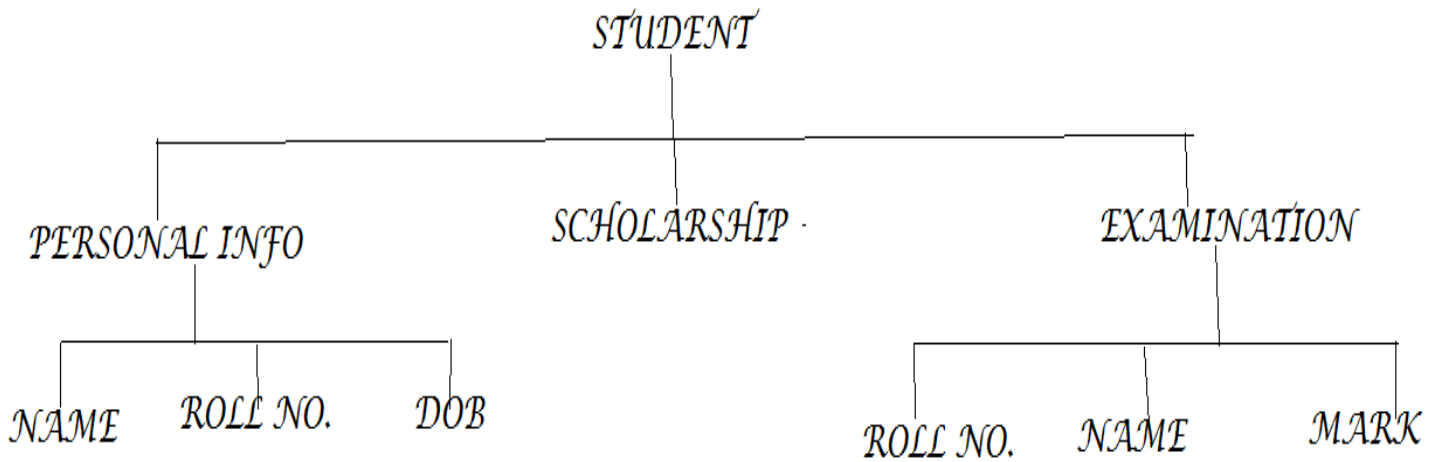 STUDENT
PERSONAL INFO
SCHOLARSHIP
EXAMINATION
NAME
ROLL NO.
DOB
ROLL NO.
NAME
MARK